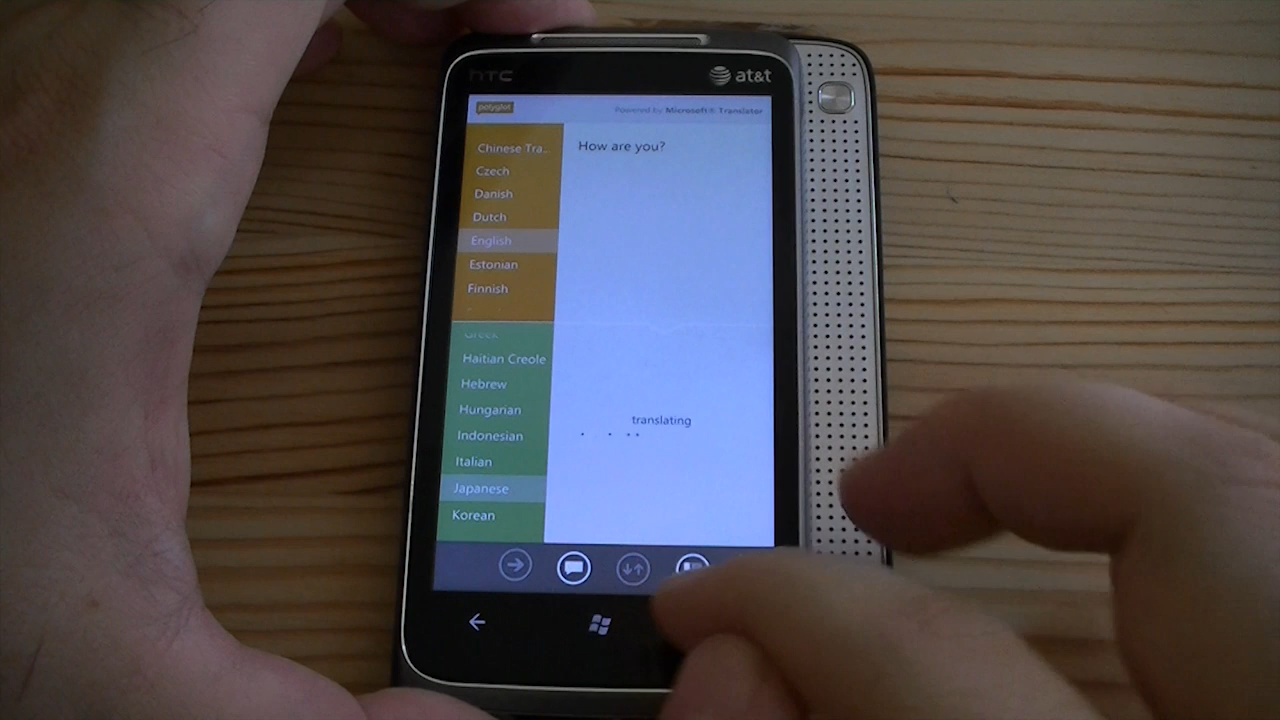 hTC
at&t
polyglot
Powered by Microsoft® Translator
Chinese Tra..
Czech
Danish
Dutch
English
Estonian
Finnish
How are you?
Greek
Haitian Creole
Hebrew
Hungarian
Indonesian
Italian
Japanese
Korean
translating